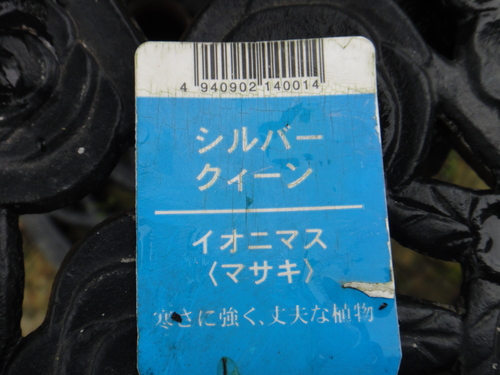 4 940902 140014
シルバー
クィーン
イオニマス
〈マサキ〉
寒さに強く、丈夫な植物